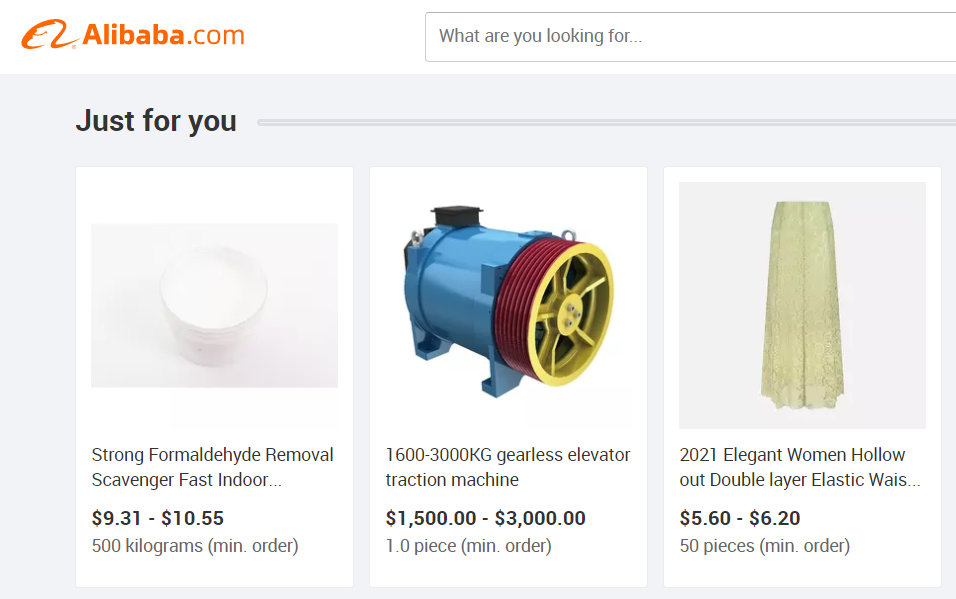 Alibaba.com
What are you looking for...
Just for you
Strong Formaldehyde Removal
Scavenger Fast Indoor...
$9.31 - $10.55
500 kilograms (min. order)
1600-3000KG gearless elevator
traction machine
$1,500.00 - $3,000.00
1.0 piece (min. order)
2021 Elegant Women Hollow
out Double layer Elastic Wais...
$5.60 - $6.20
50 pieces (min. order)